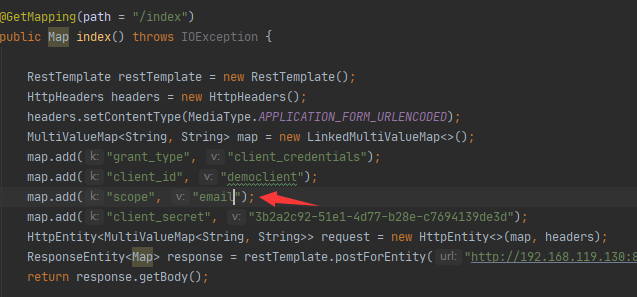 @GetMapping(path = "/index")
public Map index() throws IOException {
RestTemplate restTemplate = new RestTemplate();
HttpHeaders headers = new HttpHeaders();
headers.setContentType(MediaType.APPLICATION_FORM_URLENCODED);
MultiValueMap<String, String> map = new LinkedMultiValueMap<>();
map.add( k: "grant_type", v: "client_credentials");
map.add( k: "client_id", v: "democlient");
map.add( k: "scope", v: "email");
map.add( k: "client_secret", v: "3b2a2c92-51e1-4d77-b28e-c7694139de3d");
HttpEntity<MultiValueMap<String, String>> request = new HttpEntity<>(map, headers);
ResponseEntity<Map> response = restTemplate.postForEntity( url: "http://192.168.119.130:8
return response.getBody();